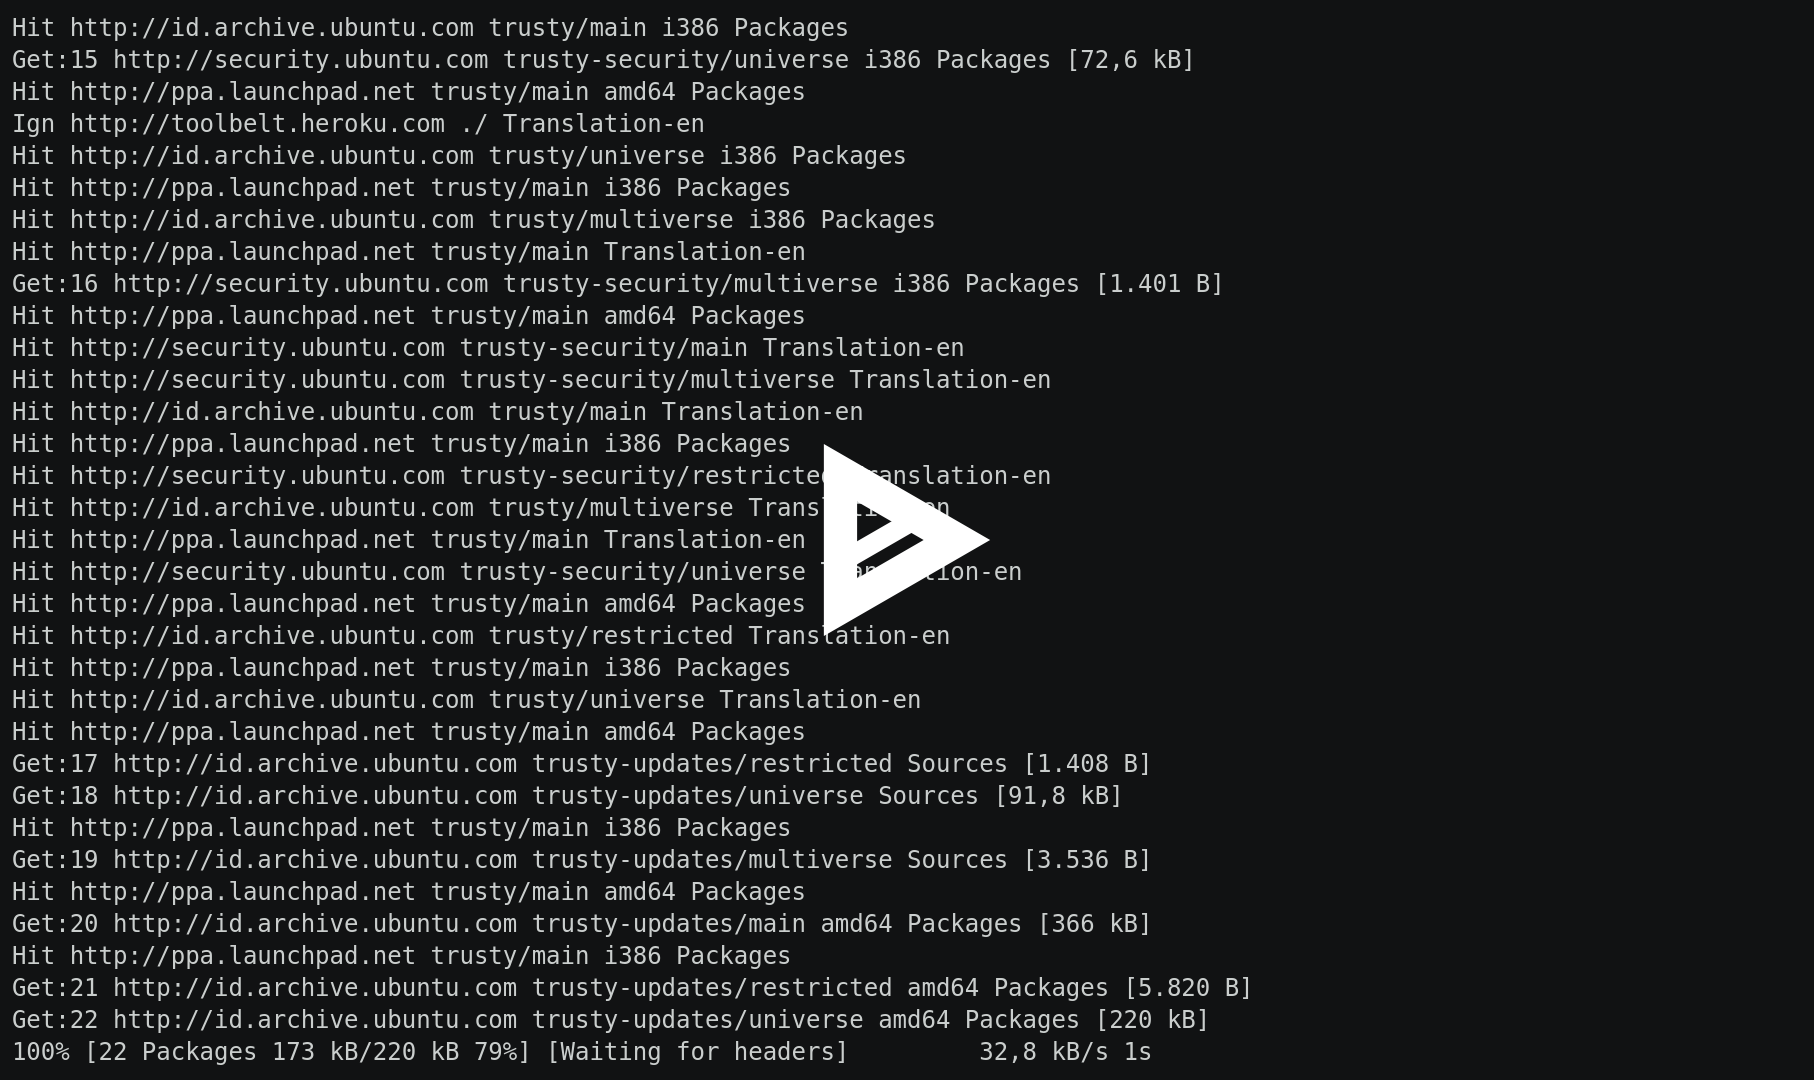 Hit http://id.archive.ubuntu.com trusty/main i386 Packages
Get:15 http://security.ubuntu.com trusty-security/universe i386 Packages [72,6 kB]
Hit http://ppa.launchpad.net trusty/main amd64 Packages
Ign http://toolbelt.heroku.com ./ Translation-en
Hit http://id.archive.ubuntu.com trusty/universe i386 Packages
Hit http://ppa.launchpad.net trusty/main i386 Packages
Hit http://id.archive.ubuntu.com trusty/multiverse i386 Packages
Hit http://ppa.launchpad.net trusty/main Translation-en
Get:16 http://security.ubuntu.com trusty-security/multiverse i386 Packages [1.401 B]
Hit http://ppa.launchpad.net trusty/main amd64 Packages
Hit http://security.ubuntu.com trusty-security/main Translation-en
Hit http://security.ubuntu.com trusty-security/multiverse Translation-en
Hit http://id.archive.ubuntu.com trusty/main Translation-en
Hit http://ppa.launchpad.net trusty/main i386 Packages
Hit http://security.ubuntu.com trusty-security/restricted Translation-en
Hit http://id.archive.ubuntu.com trusty/multiverse Translation-en
Hit http://ppa.launchpad.net trusty/main Translation-en
Hit http://security.ubuntu.com trusty-security/universe Translation-en
Hit http://ppa.launchpad.net trusty/main amd64 Packages
Hit http://id.archive.ubuntu.com trusty/restricted Translation-en
Hit http://ppa.launchpad.net trusty/main i386 Packages
Hit http://id.archive.ubuntu.com trusty/universe Translation-en
Hit http://ppa.launchpad.net trusty/main amd64 Packages
Get:17 http://id.archive.ubuntu.com trusty-updates/restricted Sources [1.408 B]
Get:18 http://id.archive.ubuntu.com trusty-updates/universe Sources [91,8 kB]
Hit http://ppa.launchpad.net trusty/main i386 Packages
Get:19 http://id.archive.ubuntu.com trusty-updates/multiverse Sources [3.536 B]
Hit http://ppa.launchpad.net trusty/main amd64 Packages
Get:20 http://id.archive.ubuntu.com trusty-updates/main amd64 Packages [366 kB]
Hit http://ppa.launchpad.net trusty/main i386 Packages
Get:21 http://id.archive.ubuntu.com trusty-updates/restricted amd64 Packages [5.820 B]
Get:22 http://id.archive.ubuntu.com trusty-updates/universe amd64 Packages [220 kB]
100% [22 Packages 173 kB/220 kB 79%] [Waiting for headers] 32,8 kB/s 1s